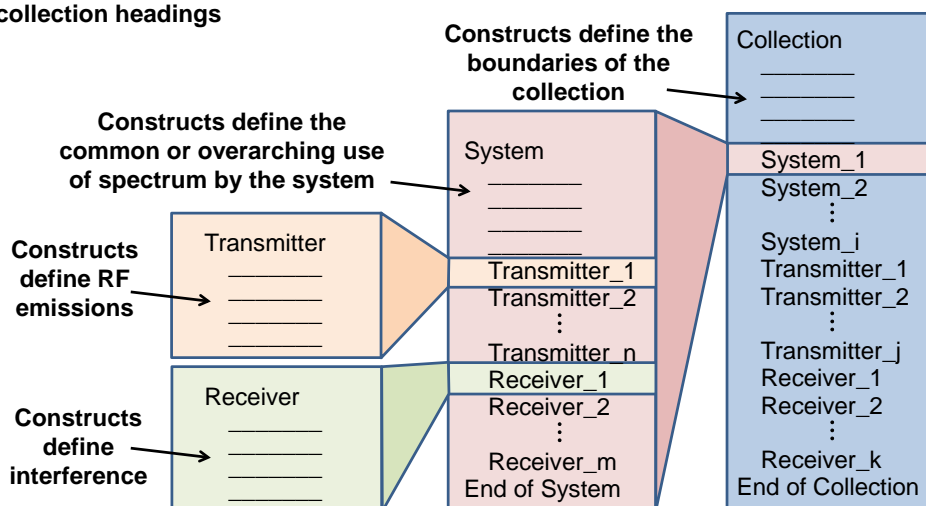 collection headings
Constructs define the
boundaries of the
collection
Constructs define the
common or overarching use
of spectrum by the system
Constructs
define RF
emissions
Constructs
define
interference
Transmitter
Receiver
System
Transmitter_1
Transmitter_2
Transmitter_n
Receiver_1
Receiver_2
Receiver_m
End of System
Collection
System_1
System_2
System_i
Transmitter_1
Transmitter_2
Transmitter_j
Receiver_1
Receiver_2
Receiver_k
End of Collection